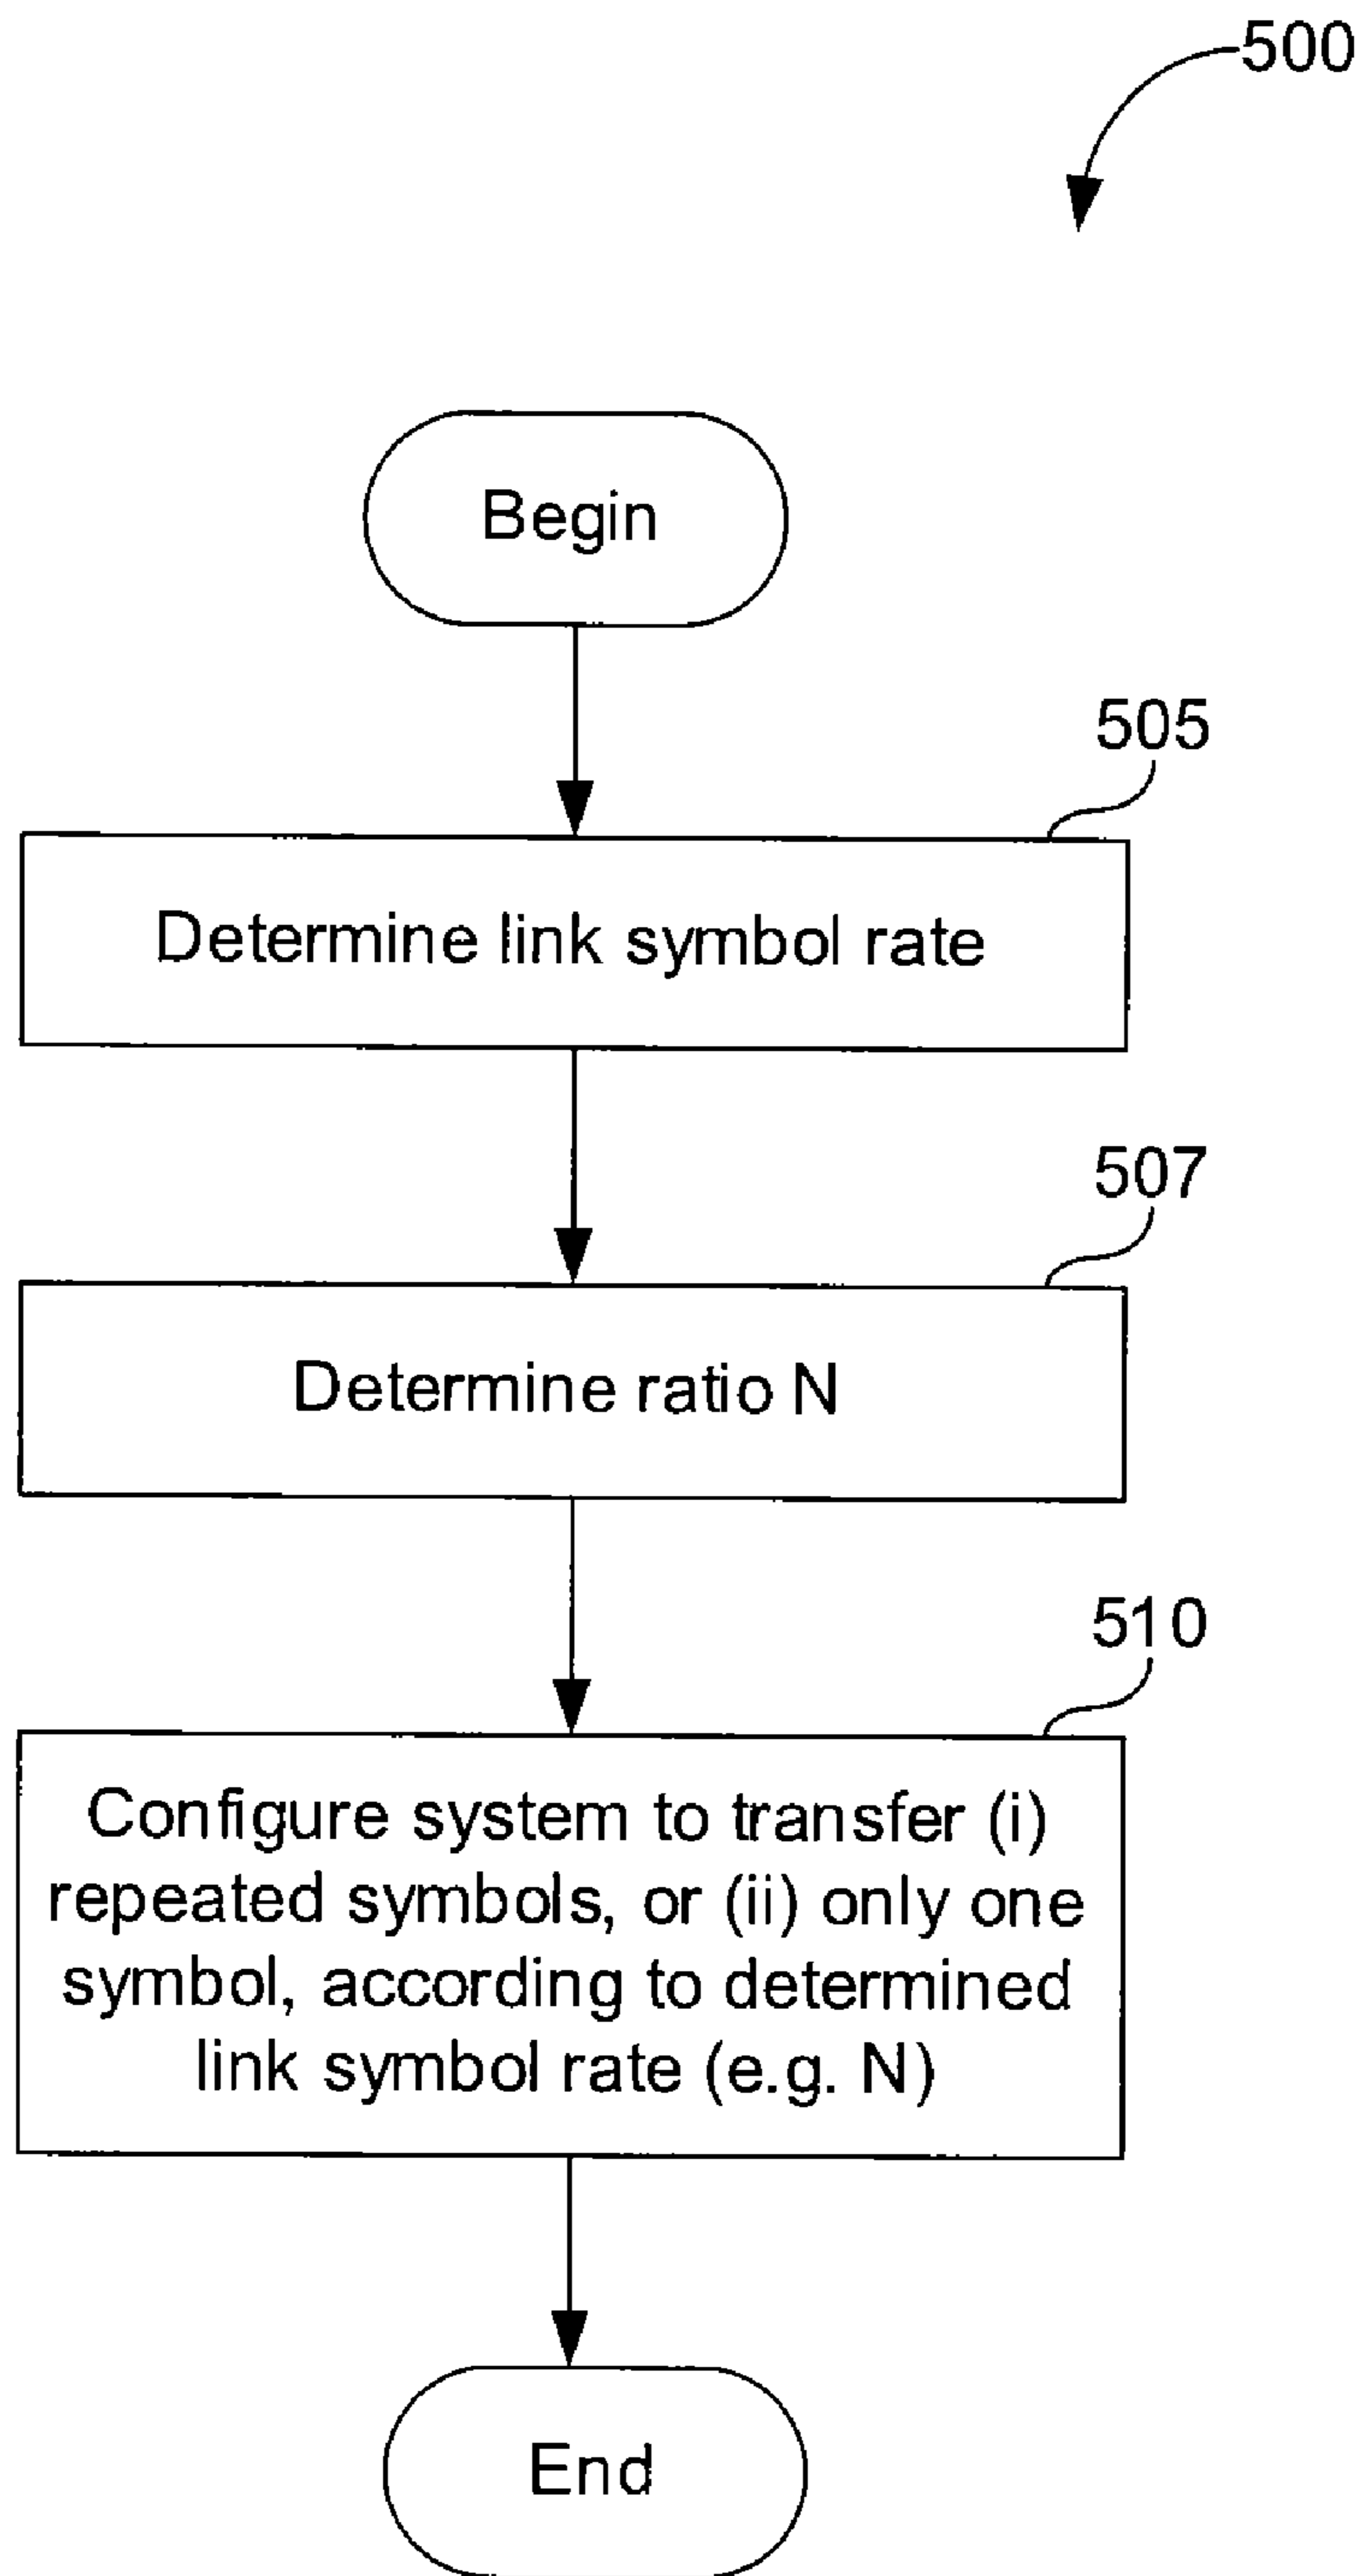 500
Begin
505
Determine link symbol rate
507
Determine ratio N
510
Configure system to transfer (i)
repeated symbols, or (ii) only one
symbol, according to determined
link symbol rate (e.g. N)
End